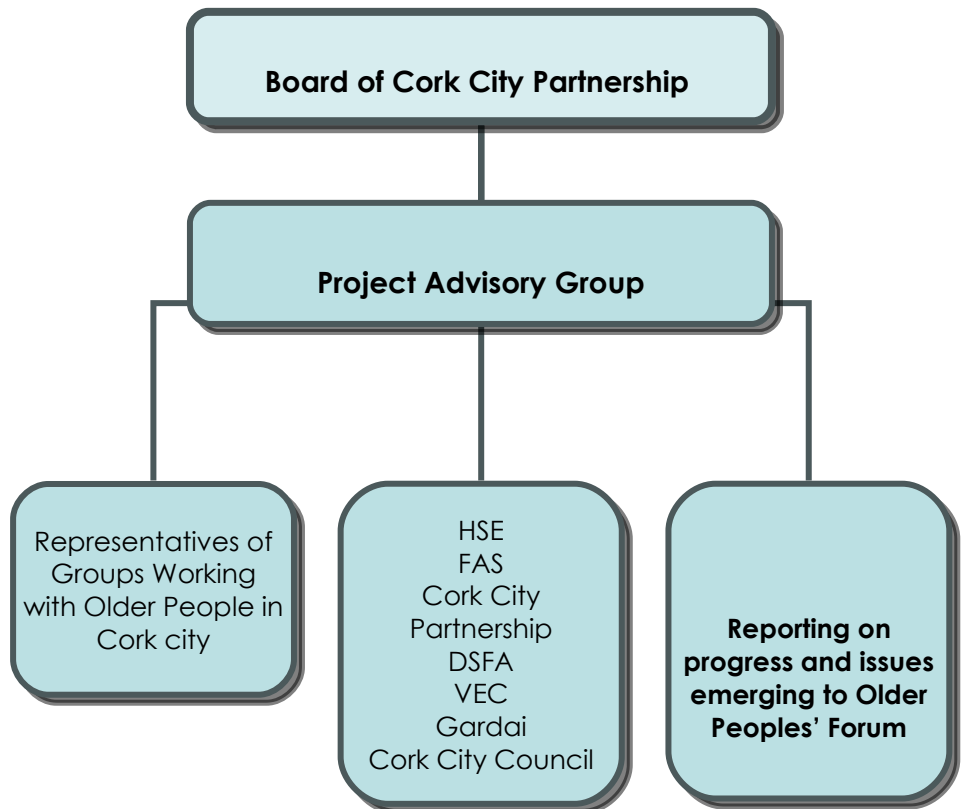 Board of Cork City Partnership
Project Advisory Group
Representatives of
Groups Working
with Older People in
Cork city
HSE
FAS
Cork City
Partnership
DSFA
VEC
Gardai
Cork City Council
Reporting on
progress and issues
emerging to Older
Peoples’ Forum